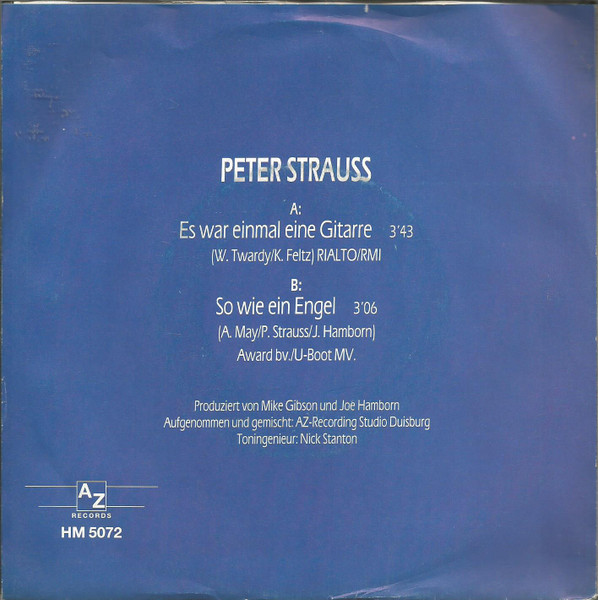 PETER STRAUSS
A:
Es war einmal eine Gitarre 3'43
(W. Twardy/K. Feltz) RIALTO/RMI
B:
So wie ein Engel 3'06
(A. May/P. Strauss/J. Hamborn)
Award bv./U-Boot MV.
Produziert von Mike Gibson und Joe Hamborn
Aufgenommen und gemischt: AZ-Recording Studio Duisburg
Toningenieur: Nick Stanton
AZ
RECORDS
HM 5072